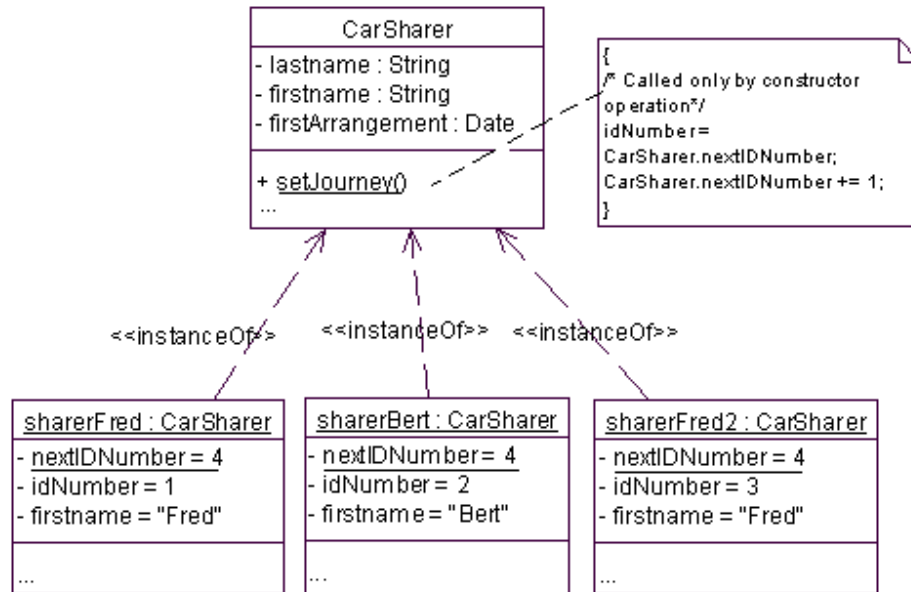 CarSharer
- lastname : String
- firstname : String
- firstArrangement : Date
+ setJourney()
...
{
/* Called only by constructor
operation*/
idNumber=
CarSharer.nextIDNumber;
CarSharer.nextIDNumber += 1;
}
<<instanceOf>>
<<instanceOf>>
<<instanceOf>>
sharerFred : CarSharer
- nextIDNumber = 4
- idNumber = 1
- firstname = "Fred"
...
sharerBert : CarSharer
- nextIDNumber = 4
- idNumber = 2
- firstname = "Bert"
...
sharerFred2 : CarSharer
- nextIDNumber = 4
- idNumber = 3
- firstname = "Fred"
...